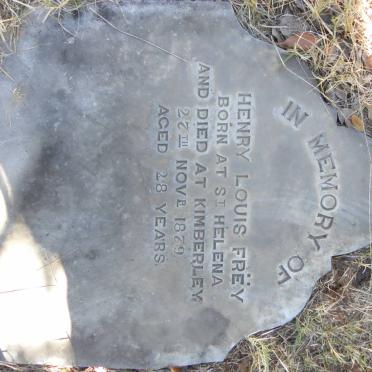 IN MEMORY OF
HENRY LOUIS FRËY
BORN AT ST HELENA
AND DIED AT KIMBERLEY
27TH NOVR 1879
AGED 28 YEARS.